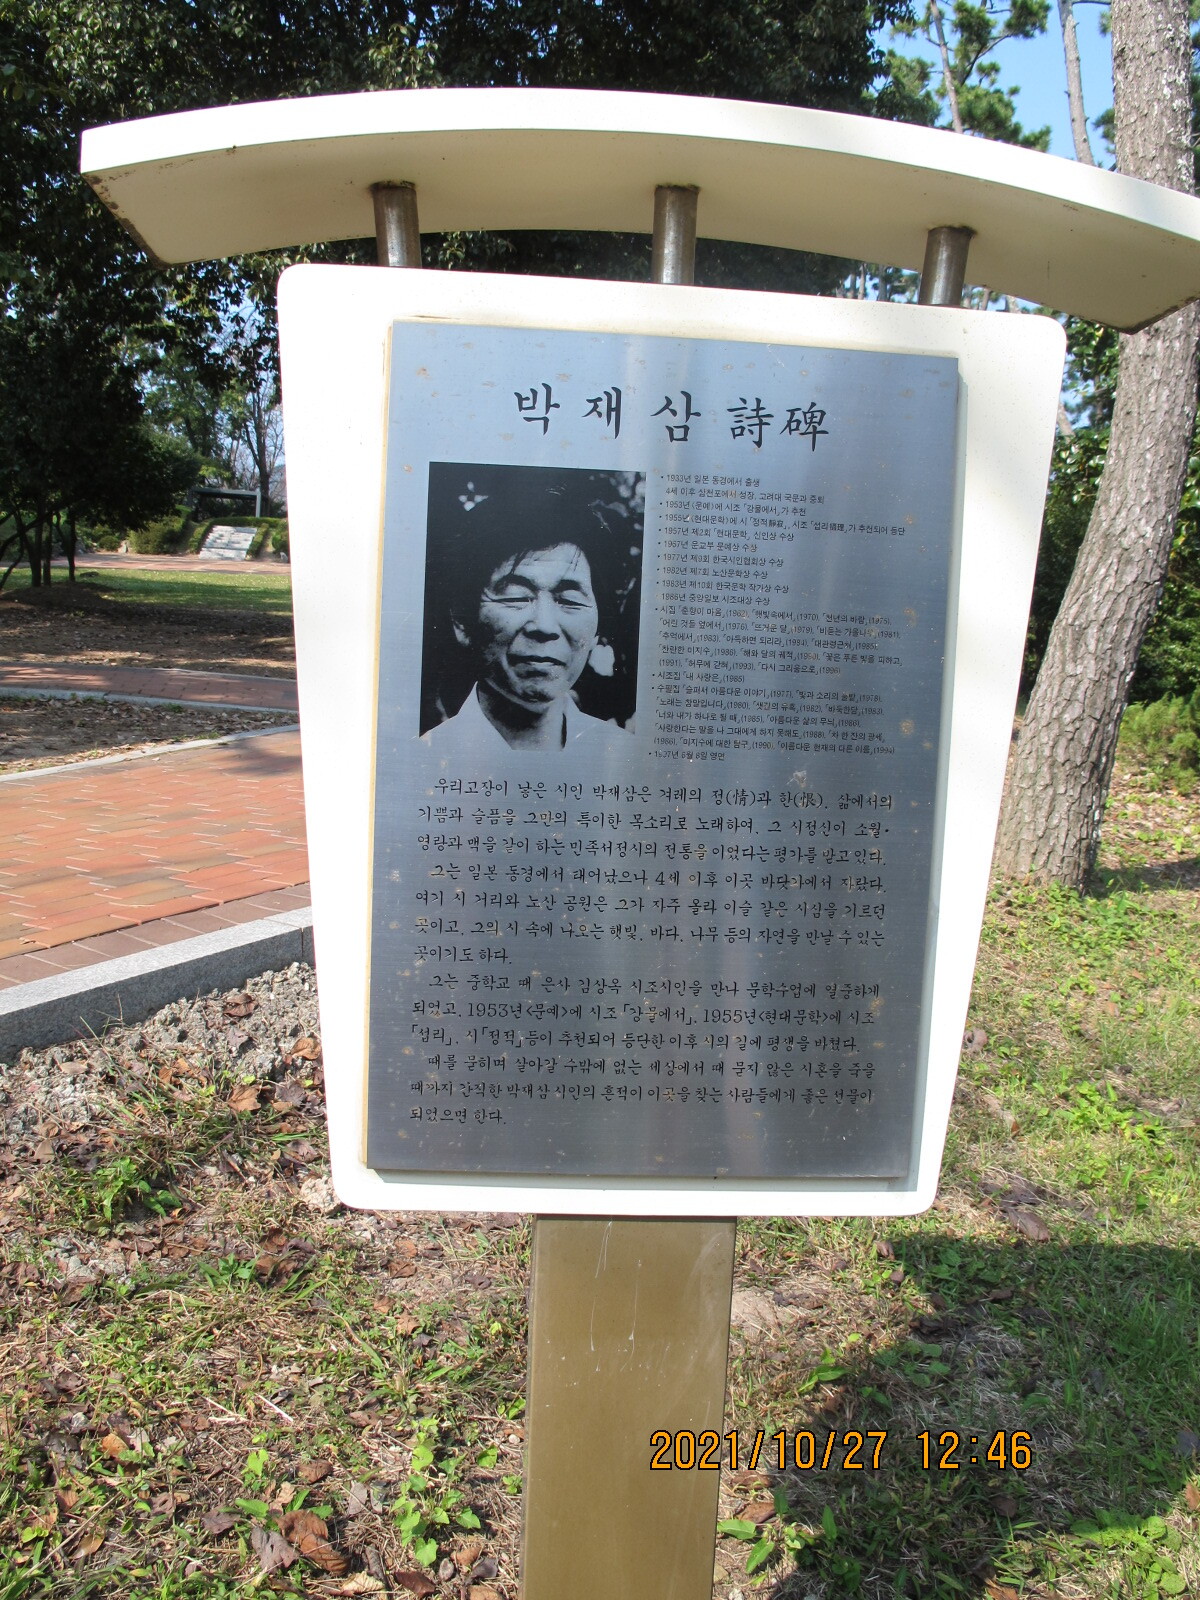 박재삼 詩碑
• 1933년 일본 동경에서 출생
4세 이후 삼천포에서 성장, 고려대 국문과 중퇴
• 1953년 〈문예〉에 시조 「강물에서」가 추천
• 1955년 〈현대문학〉에 시 「정적靜寂」, 시조 「섭리攝理」가 추천되어 등단
• 1957년 제2회 「현대문학」 신인상 수상
• 1967년 문교부 문예상 수상
• 1977년 제9회 한국시인협회상 수상
• 1982년 제7회 노산문학상 수상
• 1983년 제10회 한국문학 작가상 수상
1986년 중앙일보 시조대상 수상
• 시집 「춘향이 마음」(1962), 「햇빛속에서」(1970), 「천년의 바람」(1975),
「어린 것들 옆에서」(1976), 「뜨거운 달」(1979), 「비듣는 가을나무」(1981),
「추억에서」(1983), 「아득하면 되리라」(1984), 「대관령근처」(1985),
「찬란한 미지수」(1986), 「해와 달의 궤적」(1990), 「꽃은 푸른 빛을 피하고」
(1991), 「허무에 갇혀」(1993), 「다시 그리움으로」(1996)
• 시조집 「내 사랑은」(1985)
• 수필집 「슬퍼서 아름다운 이야기」(1977), 「빛과 소리의 풀밭」(1978),
「노래는 참말입니다」(1980), 「샛길의 유혹」(1982), 「바둑한담」(1983),
「너와 내가 하나로 될 때」(1985), 「아름다운 삶의 무늬」(1986),
「사랑한다는 말을 나 그대에게 하지 못해도」(1988), 「차 한 잔의 팡세」
(1986), 「미지수에 대한 탐구」(1990), 「아름다운 현재의 다른 이름」(1994)
• 1997년 6월 8일 영면
우리고장이 낳은 시인 박재삼은 겨레의 정(情)과 한(恨), 삶에서의
기쁨과 슬픔을 그만의 특이한 목소리로 노래하여, 그 시정신이 소월•
영랑과 맥을 같이 하는 민족서정시의 전통을 이었다는 평가를 받고 있다.
그는 일본 동경에서 태어났으나 4세 이후 이곳 바닷가에서 자랐다.
여기 시 거리와 노산 공원은 그가 자주 올라 이슬 같은 시심을 기르던
곳이고, 그의 시 속에 나오는 햇빛, 바다, 나무 등의 자연을 만날 수 있는
곳이기도 하다.
그는 중학교 때 은사 김상옥 시조시인을 만나 문학수업에 열중하게
되었고, 1953년〈문예〉에 시조 「강물에서」, 1955년〈현대문학〉에 시조
「섭리」, 시「정적」등이 추천되어 등단한 이후 시의 길에 평생을 바쳤다.
때를 묻히며 살아갈 수밖에 없는 세상에서 때 묻지 않은 시혼을 죽을
때까지 간직한 박재삼 시인의 흔적이 이곳을 찾는 사람들에게 좋은 선물이
되었으면 한다.
2021/10/27 12:46